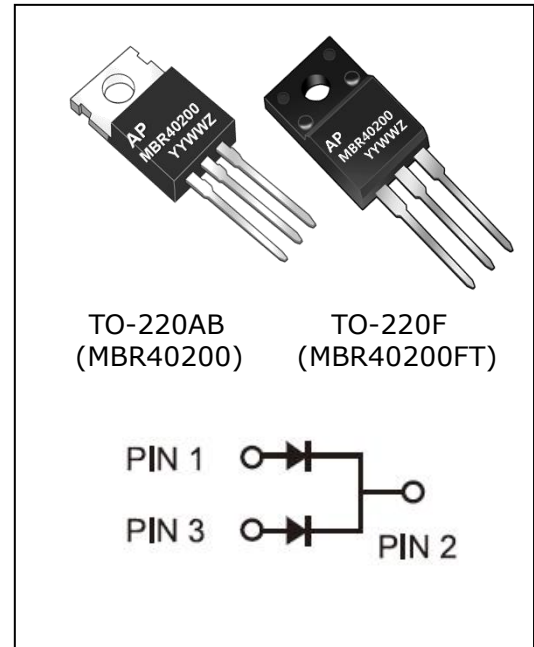 AP
MBR40200
YYWWZ
AP
MBR40200
YYWWZ
TO-220AB
(MBR40200)
TO-220F
(MBR40200FT)
PIN 1
PIN 3
PIN 2